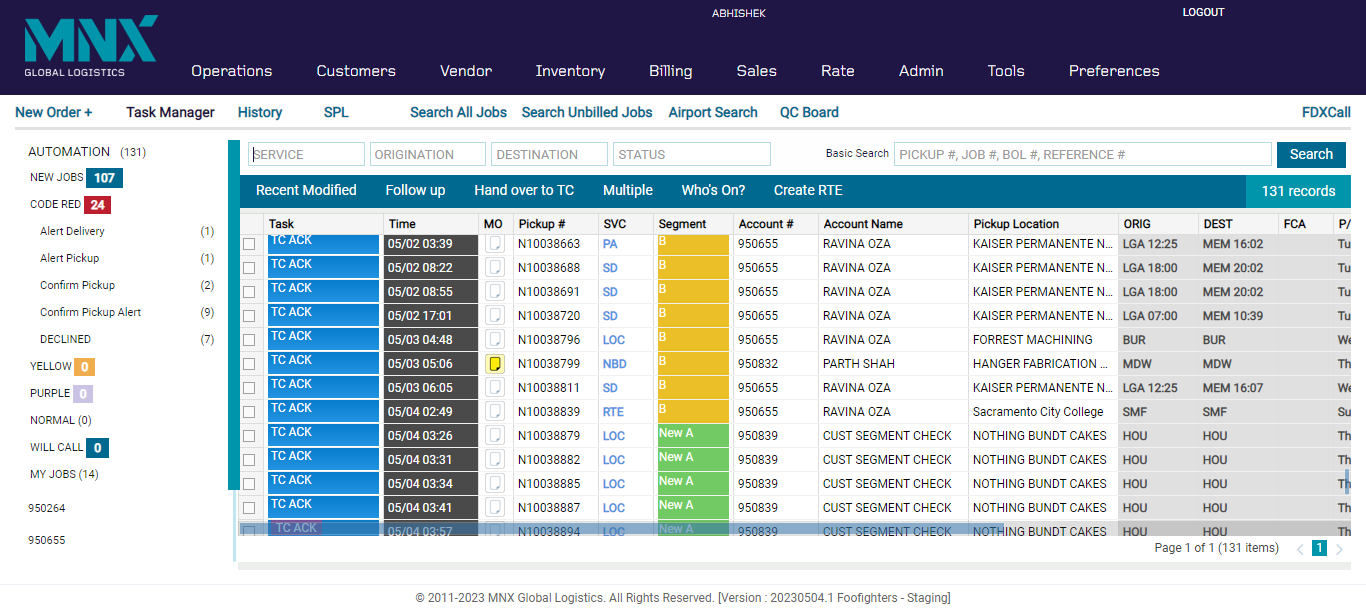 ABHISHEK LOGOUT
MNX
GLOBAL LOGISTICS
Operations Customers Vendor Inventory Billing Sales Rate Admin Tools Preferences
New Order + Task Manager History SPL Search All Jobs Search Unbilled Jobs Airport Search QC Board FDXCall
AUTOMATION (131)
NEW JOBS 107
CODE RED 24
Alert Delivery (1)
Alert Pickup (1)
Confirm Pickup (2)
Confirm Pickup Alert (9)
DECLINED (7)
YELLOW 0
PURPLE 0
NORMAL (0)
WILL CALL 0
MY JOBS (14)
950264
950655
SERVICE ORIGINATION DESTINATION STATUS Basic Search PICKUP #, JOB #, BOL #, REFERENCE # Search
Recent Modified Follow up Hand over to TC Multiple Who's On? Create RTE 131 records
Task Time MO Pickup # SVC Segment Account # Account Name Pickup Location ORIG DEST FCA P/
TC ACK 05/02 03:39 N10038663 PA B 950655 RAVINA OZA KAISER PERMANENTE N... LGA 12:25 MEM 16:02 Tu
TC ACK 05/02 08:22 N10038688 SD B 950655 RAVINA OZA KAISER PERMANENTE N... LGA 18:00 MEM 20:02 Tu
TC ACK 05/02 08:55 N10038691 SD B 950655 RAVINA OZA KAISER PERMANENTE N... LGA 18:00 MEM 20:02 Tu
TC ACK 05/02 17:01 N10038720 SD B 950655 RAVINA OZA KAISER PERMANENTE N... LGA 07:00 MEM 10:39 Tu
TC ACK 05/03 04:48 N10038796 LOC B 950655 RAVINA OZA FORREST MACHINING BUR BUR We
TC ACK 05/03 05:06 N10038799 NBD B 950832 PARTH SHAH HANGER FABRICATION ... MDW MDW Th
TC ACK 05/03 06:05 N10038811 SD B 950655 RAVINA OZA KAISER PERMANENTE N... LGA 12:25 MEM 16:07 We
TC ACK 05/04 02:49 N10038839 RTE B 950655 RAVINA OZA Sacramento City College SMF SMF Su
TC ACK 05/04 03:26 N10038879 LOC New A 950839 CUST SEGMENT CHECK NOTHING BUNDT CAKES HOU HOU Th
TC ACK 05/04 03:31 N10038882 LOC New A 950839 CUST SEGMENT CHECK NOTHING BUNDT CAKES HOU HOU Th
TC ACK 05/04 03:34 N10038885 LOC New A 950839 CUST SEGMENT CHECK NOTHING BUNDT CAKES HOU HOU Th
TC ACK 05/04 03:41 N10038887 LOC New A 950839 CUST SEGMENT CHECK NOTHING BUNDT CAKES HOU HOU Th
TC ACK 05/04 03:57 N10038894 LOC New A 950839 CUST SEGMENT CHECK NOTHING BUNDT CAKES HOU HOU Th
Page 1 of 1 (131 items) 1
© 2011-2023 MNX Global Logistics. All Rights Reserved. [Version : 20230504.1 Foofighters - Staging]